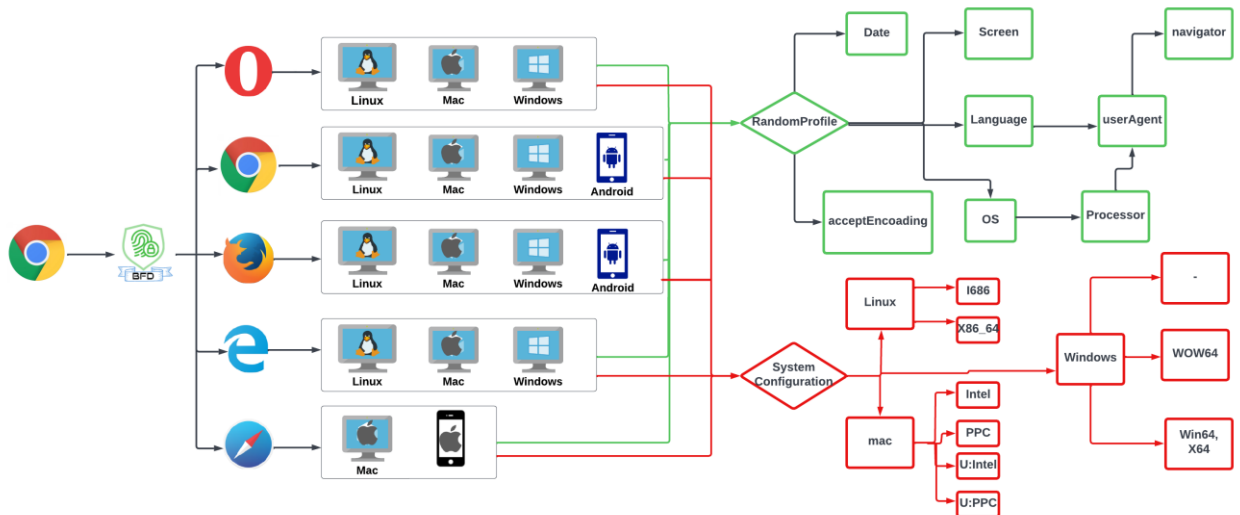 BFD
Linux
Mac
Windows
Linux
Mac
Windows
Android
Linux
Mac
Windows
Android
Linux
Mac
Windows
Mac
RandomProfile
Date
Screen
navigator
Language
userAgent
acceptEncoading
OS
Processor
System
Configuration
Linux
I686
X86_64
mac
Intel
PPC
U:Intel
U:PPC
Windows
-
WOW64
Win64,
X64